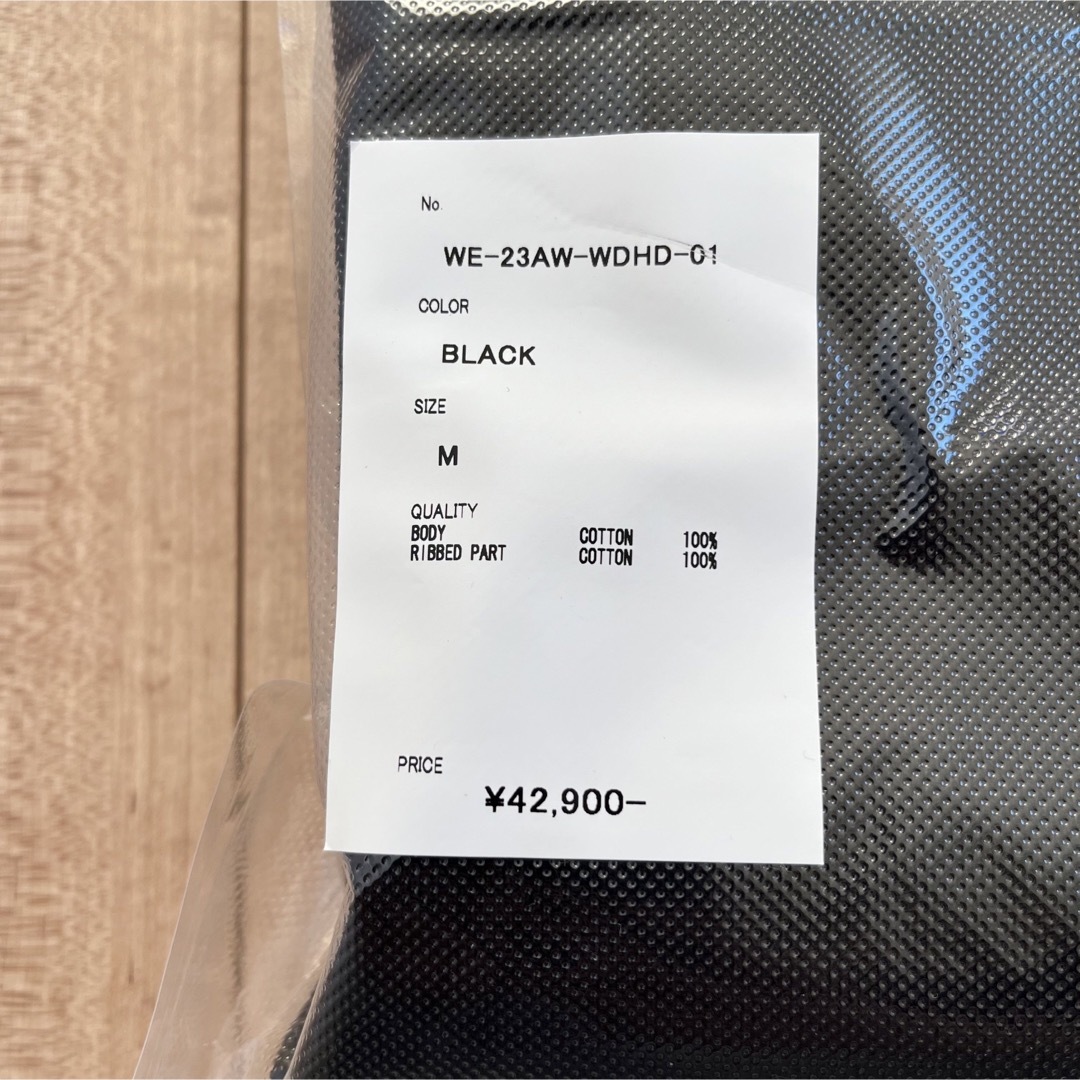 No.
WE-23AW-WDHD-01
COLOR
BLACK
SIZE
M
QUALITY
BODY COTTON 100%
RIBBED PART COTTON 100%
PRICE
¥42,900-